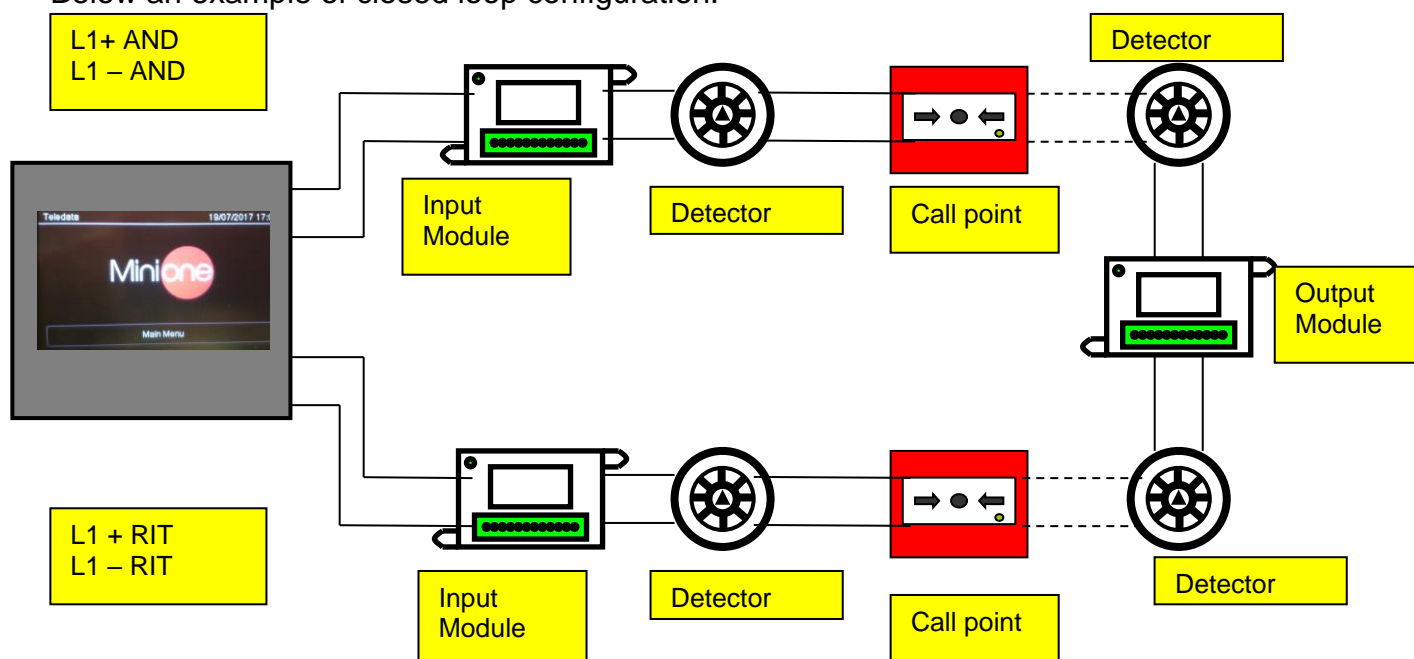 Below an example of closed loop configuration.
L1+ AND
L1 – AND
Detector
Teledata 19/07/2017 17:
Minione
Main Menu
Input
Module
Detector
Call point
Output
Module
L1 + RIT
L1 – RIT
Input
Module
Detector
Call point
Detector